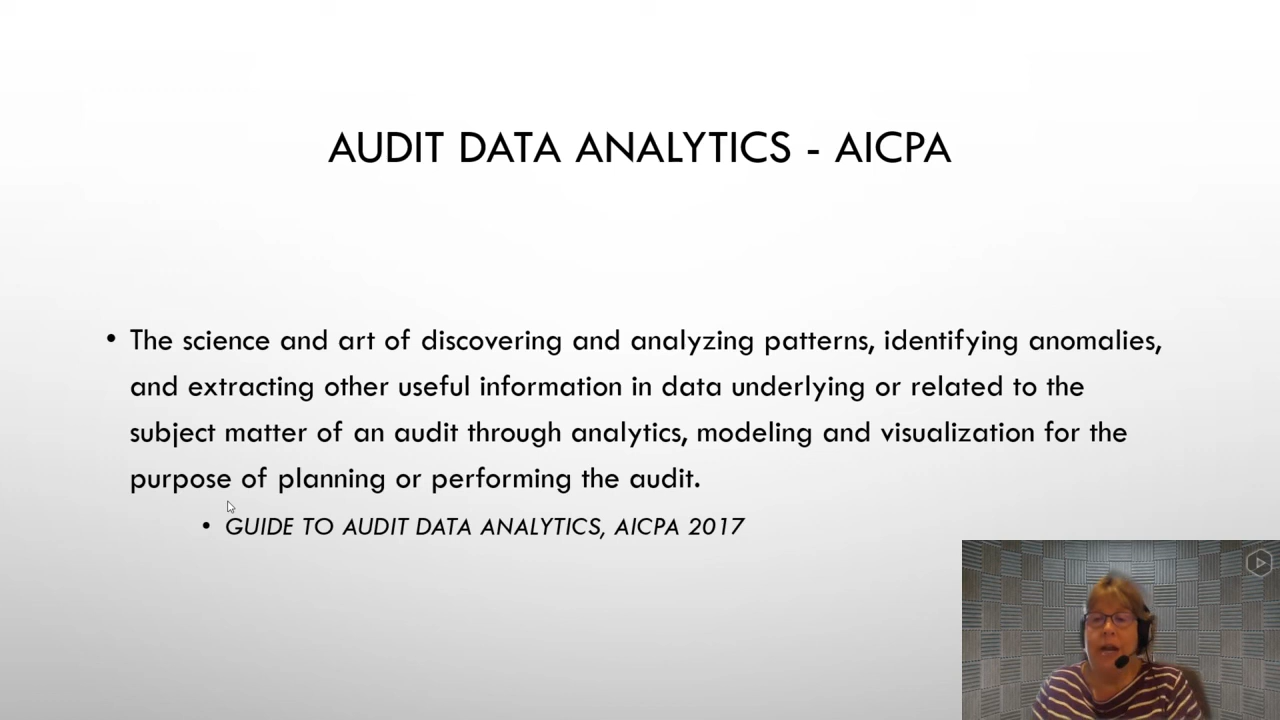 AUDIT DATA ANALYTICS - AICPA
• The science and art of discovering and analyzing patterns, identifying anomalies,
and extracting other useful information in data underlying or related to the
subject matter of an audit through analytics, modeling and visualization for the
purpose of planning or performing the audit.
• GUIDE TO AUDIT DATA ANALYTICS, AICPA 2017